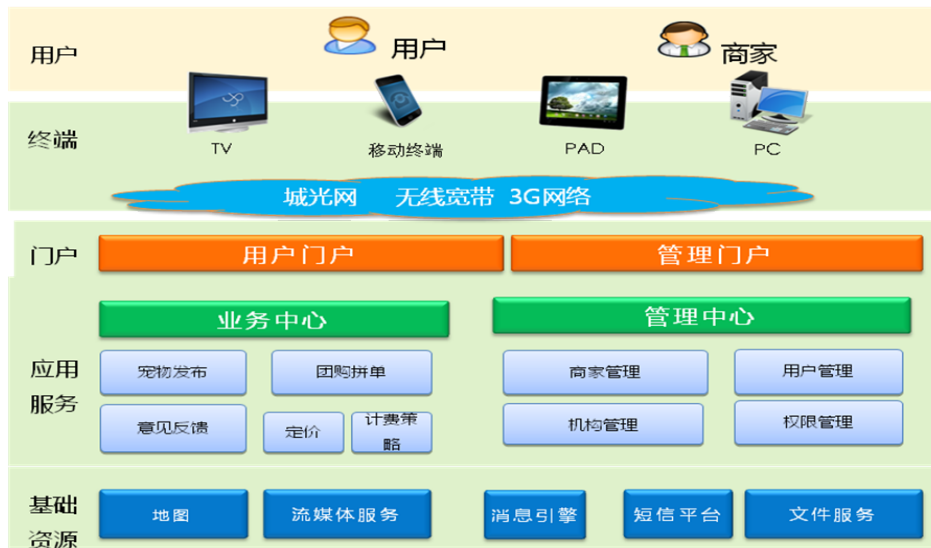 用户
用户
商家
终端
TV
移动终端
PAD
PC
城光网 无线宽带 3G网络
门户
用户门户
管理门户
业务中心
管理中心
应用
服务
宠物发布
团购拼单
商家管理
用户管理
意见反馈
定价
计费策
略
机构管理
权限管理
基础
资源
地图
流媒体服务
消息引擎
短信平台
文件服务